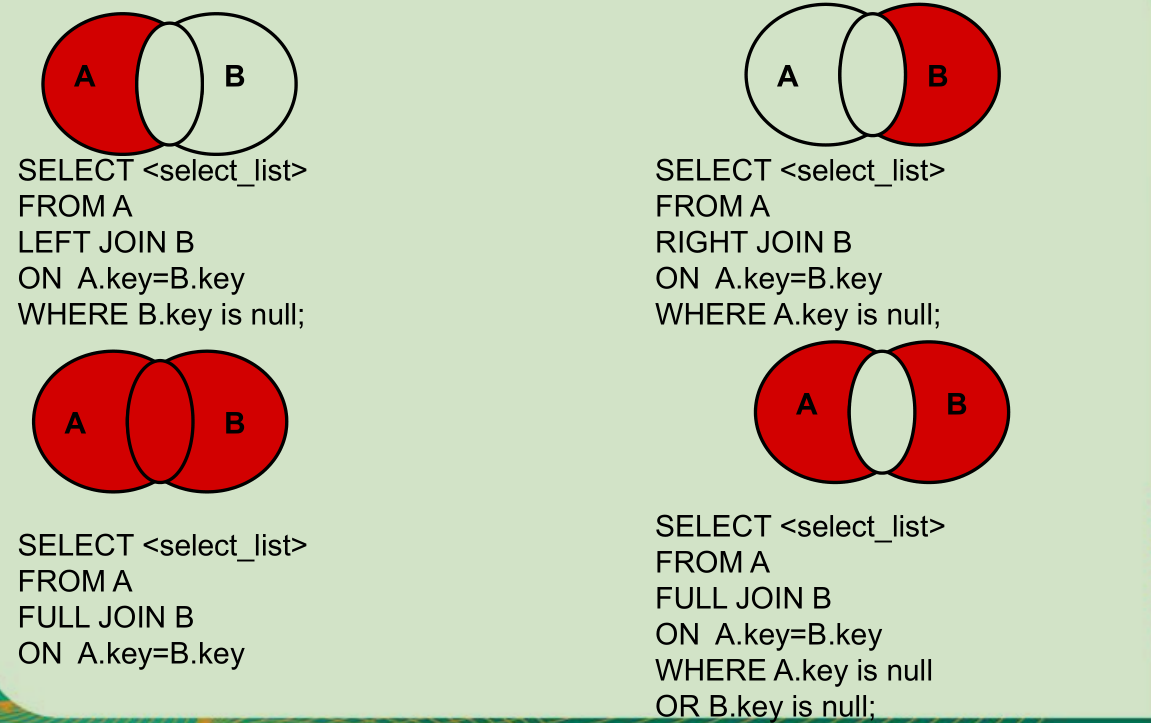 A B
SELECT <select_list>
FROM A
LEFT JOIN B
ON A.key=B.key
WHERE B.key is null;
A B
SELECT <select_list>
FROM A
RIGHT JOIN B
ON A.key=B.key
WHERE A.key is null;
A B
SELECT <select_list>
FROM A
FULL JOIN B
ON A.key=B.key
A B
SELECT <select_list>
FROM A
FULL JOIN B
ON A.key=B.key
WHERE A.key is null
OR B.key is null;